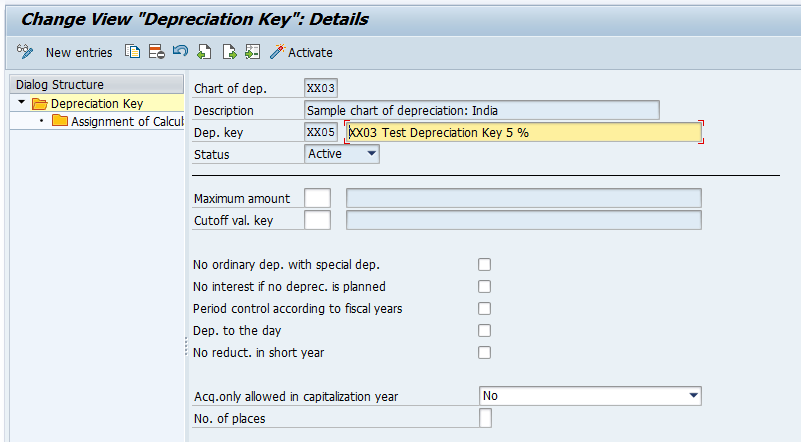 Change View "Depreciation Key": Details
New entries Activate
Dialog Structure
Depreciation Key
Assignment of Calcul
Chart of dep. XX03
Description Sample chart of depreciation: India
Dep. key XX05 XX03 Test Depreciation Key 5 %
Status Active
Maximum amount
Cutoff val. key
No ordinary dep. with special dep.
No interest if no deprec. is planned
Period control according to fiscal years
Dep. to the day
No reduct. in short year
Acq.only allowed in capitalization year No
No. of places